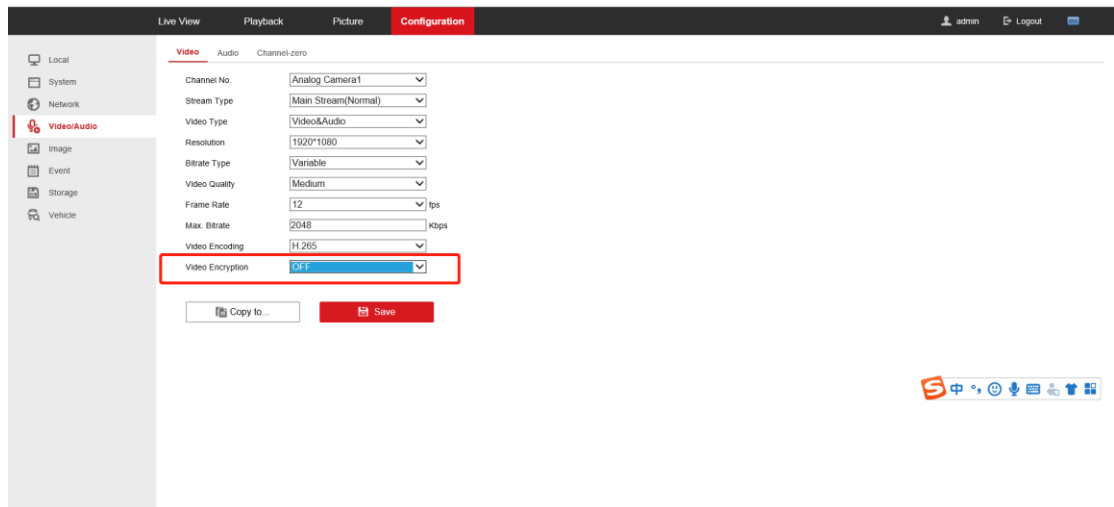 Live View Playback Picture Configuration admin Logout
Local
System
Network
Video/Audio
Image
Event
Storage
Vehicle
Video Audio Channel-zero
Channel No. Analog Camera1
Stream Type Main Stream(Normal)
Video Type Video&Audio
Resolution 1920*1080
Bitrate Type Variable
Video Quality Medium
Frame Rate 12 fps
Max. Bitrate 2048 Kbps
Video Encoding H.265
Video Encryption OFF
Copy to... Save
S 中 °,